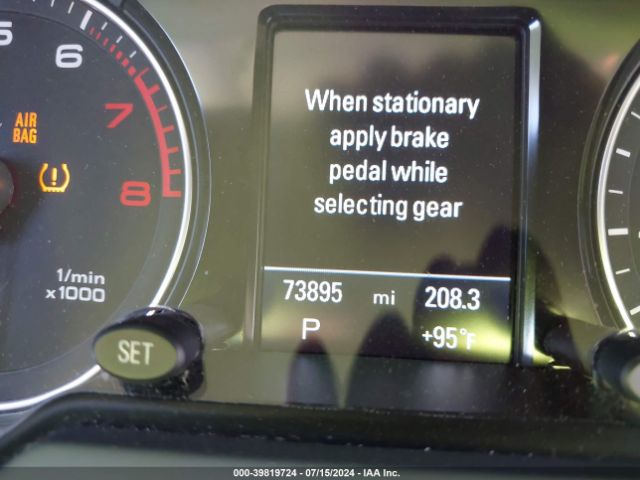 5
6
7
8
AIR
BAG
(!)
1/min
x1000
SET
When stationary
apply brake
pedal while
selecting gear
73895 mi 208.3
P +95°F
000-39819724 - 07/15/2024 - IAA Inc.